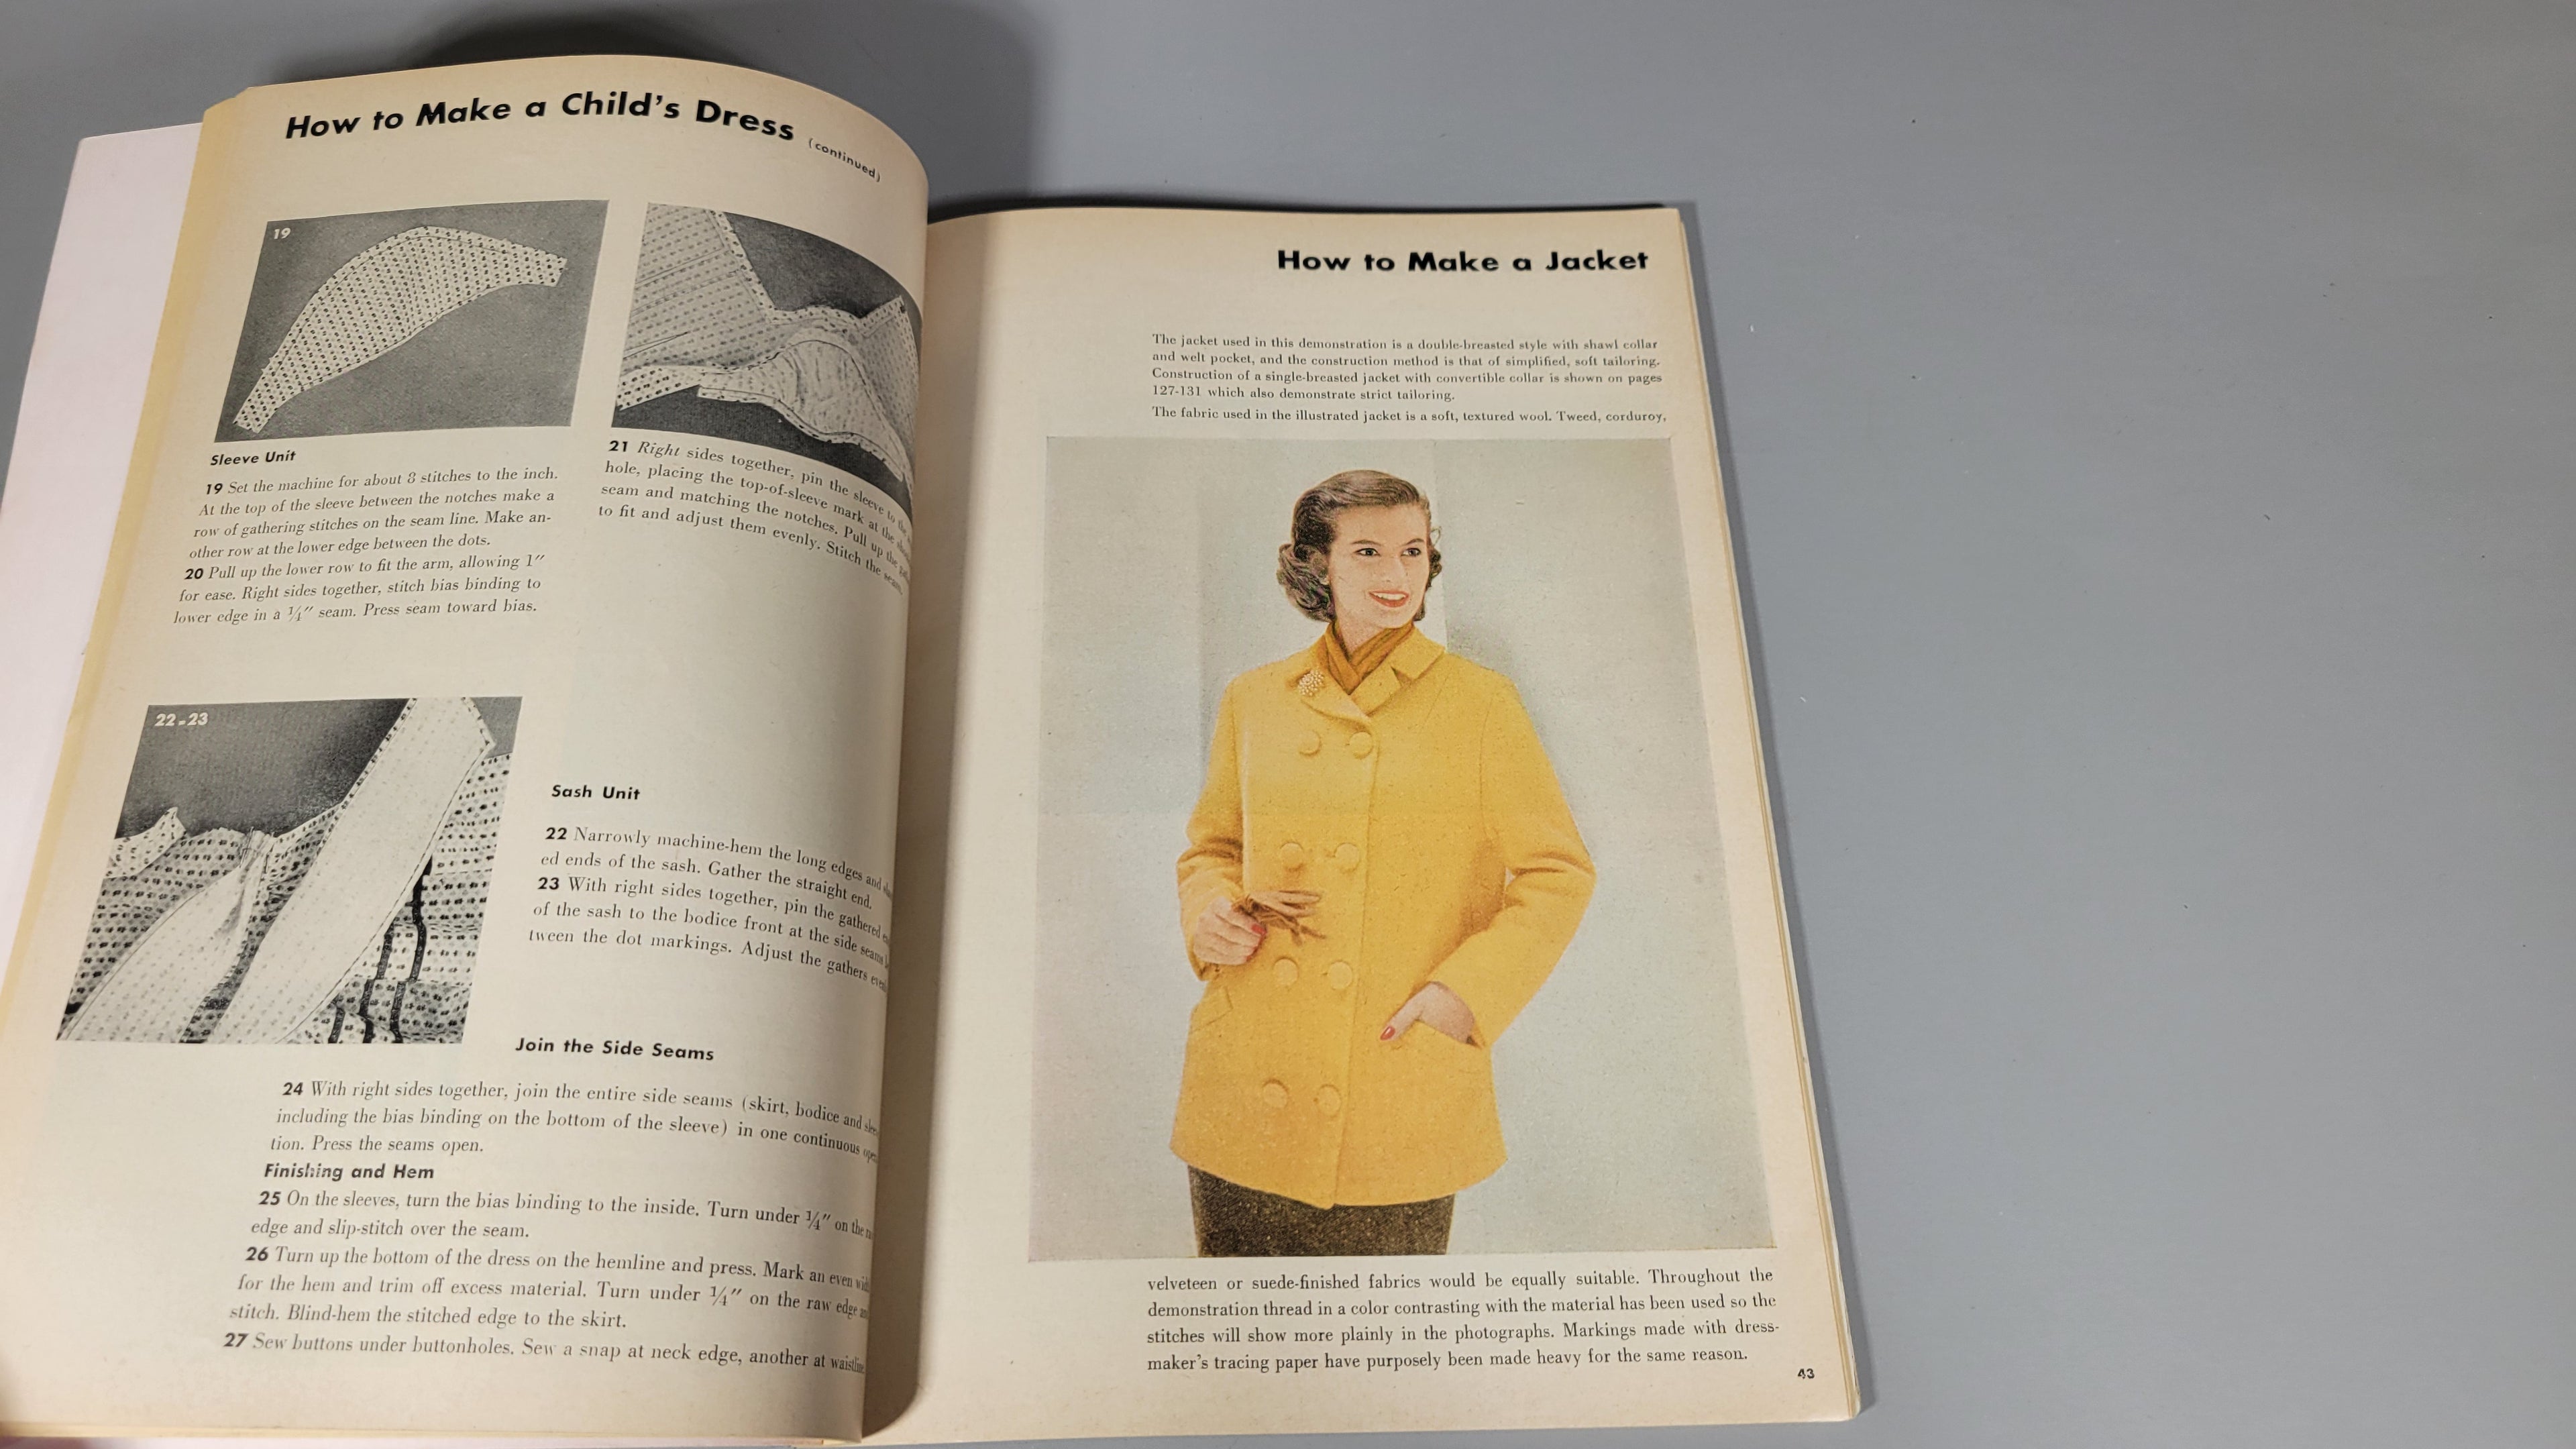 How to Make a Child's Dress (continued)
19
Sleeve Unit
19 Set the machine for about 8 stitches to the inch.
At the top of the sleeve between the notches make a
row of gathering stitches on the seam line. Make an-
other row at the lower edge between the dots.
20 Pull up the lower row to fit the arm, allowing 1"
for ease. Right sides together, stitch bias binding to
lower edge in a ¼" seam. Press seam toward bias.
21 Right sides together, pin the sleeve to the
hole, placing the top-of-sleeve mark at the
seam and matching the notches. Pull up the
to fit and adjust them evenly. Stitch the seam.
22-23
Sash Unit
22 Narrowly machine-hem the long edges and
ed ends of the sash. Gather the straight end.
23 With right sides together, pin the gathered
of the sash to the bodice front at the side seams
tween the dot markings. Adjust the gathers
Join the Side Seams
24 With right sides together, join the entire side seams (skirt, bodice and
including the bias binding on the bottom of the sleeve) in one continuous
tion. Press the seams open.
Finishing and Hem
25 On the sleeves, turn the bias binding to the inside. Turn under ¼" on the
edge and slip-stitch over the seam.
26 Turn up the bottom of the dress on the hemline and press. Mark an even
for the hem and trim off excess material. Turn under ¼" on the raw edge
stitch. Blind-hem the stitched edge to the skirt.
27 Sew buttons under buttonholes. Sew a snap at neck edge, another at waistline.
How to Make a Jacket
The jacket used in this demonstration is a double-breasted style with shawl collar
and welt pocket, and the construction method is that of simplified, soft tailoring.
Construction of a single-breasted jacket with convertible collar is shown on pages
127-131 which also demonstrate strict tailoring.
The fabric used in the illustrated jacket is a soft, textured wool. Tweed, corduroy,
velveteen or suede-finished fabrics would be equally suitable. Throughout the
demonstration thread in a color contrasting with the material has been used so the
stitches will show more plainly in the photographs. Markings made with dress-
maker's tracing paper have purposely been made heavy for the same reason.
43